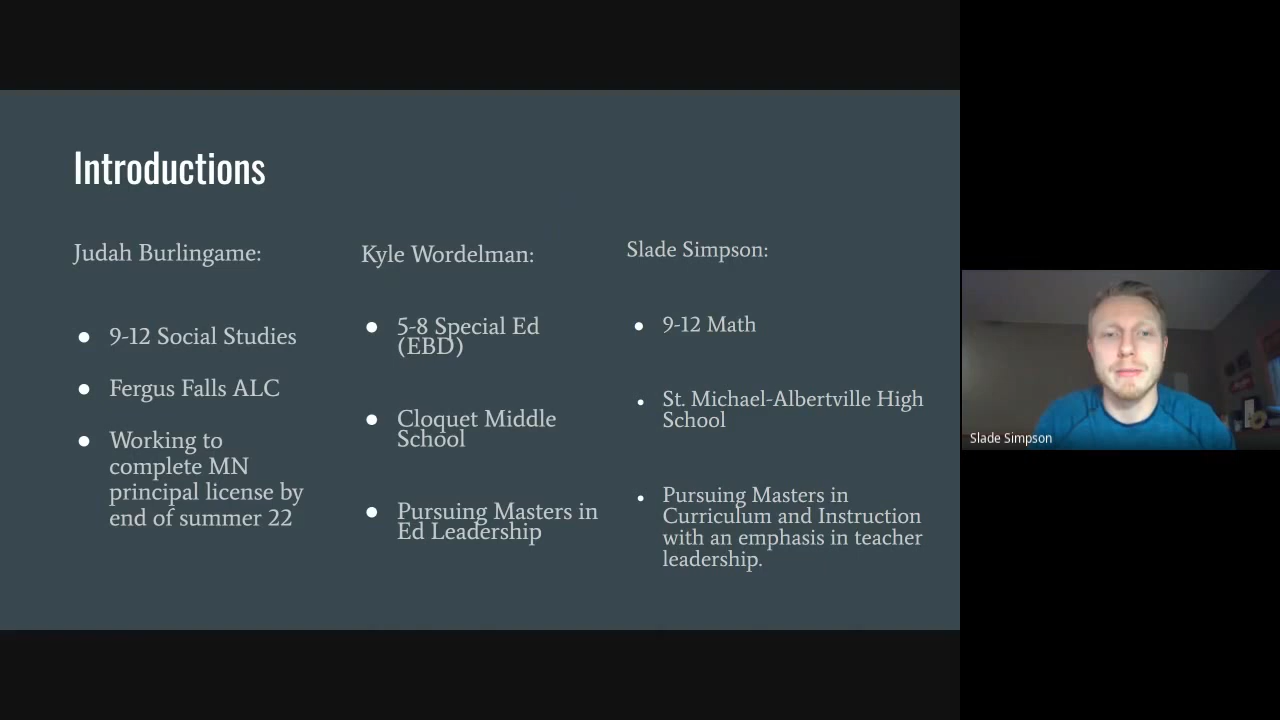 Introductions
Judah Burlingame:
● 9-12 Social Studies
● Fergus Falls ALC
● Working to
complete MN
principal license by
end of summer 22
Kyle Wordelman:
● 5-8 Special Ed
(EBD)
● Cloquet Middle
School
● Pursuing Masters in
Ed Leadership
Slade Simpson:
● 9-12 Math
● St. Michael-Albertville High
School
● Pursuing Masters in
Curriculum and Instruction
with an emphasis in teacher
leadership.
Slade Simpson